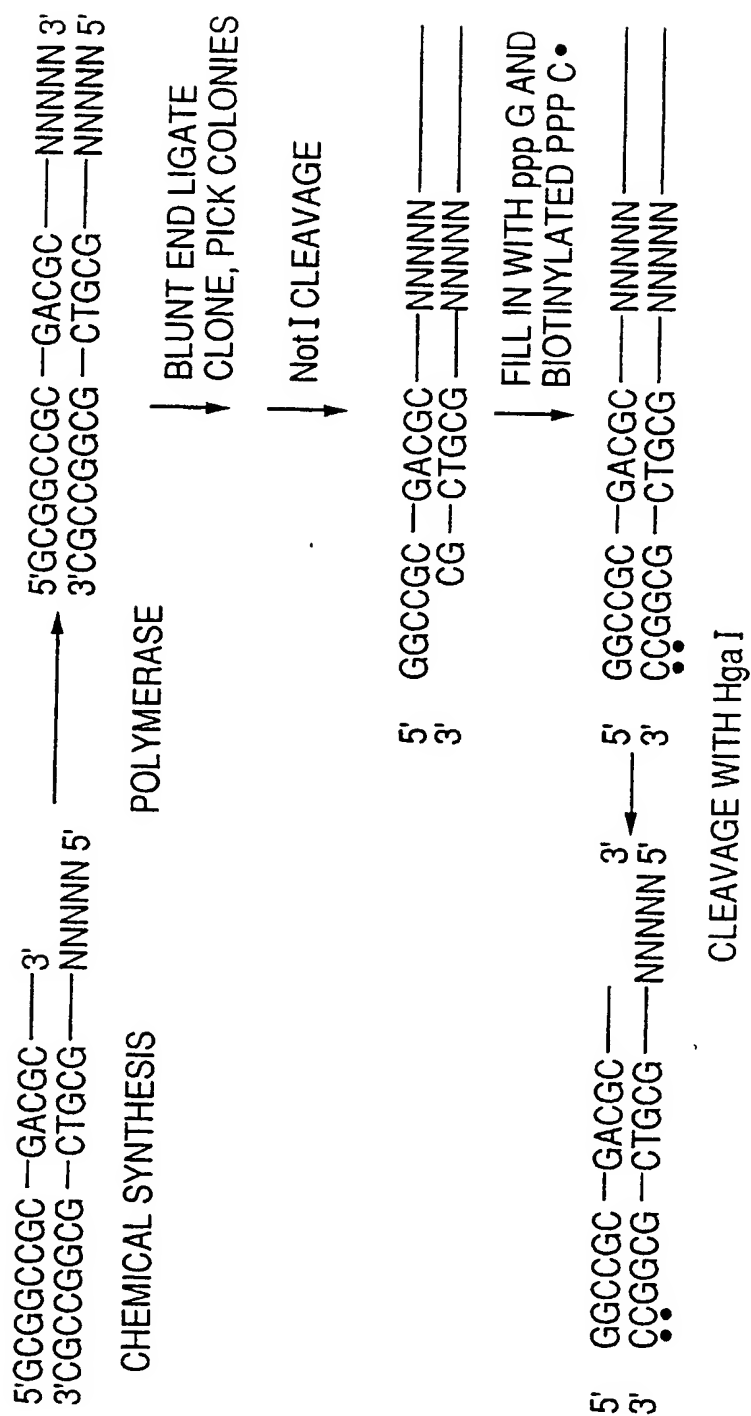 5'GCGGCCGC—GACGC——3'
3'CGCCGGCG—CTGCG——NNNNN 5'
CHEMICAL SYNTHESIS
POLYMERASE
5'GCGGCCGC—GACGC——NNNNN 3'
3'CGCCGGCG—CTGCG——NNNNN 5'
BLUNT END LIGATE
CLONE, PICK COLONIES
NotI CLEAVAGE
5' GGCCGC—GACGC——NNNNN——
3' CG—CTGCG——NNNNN——
FILL IN WITH ppp G AND
BIOTINYLATED PPP C•
5' GGCCGC—GACGC——NNNNN——
3' CCGGCG—CTGCG——NNNNN——
CLEAVAGE WITH HgaI
5' GGCCGC—GACGC—— 3'
3' CCGGCG—CTGCG——NNNNN 5'